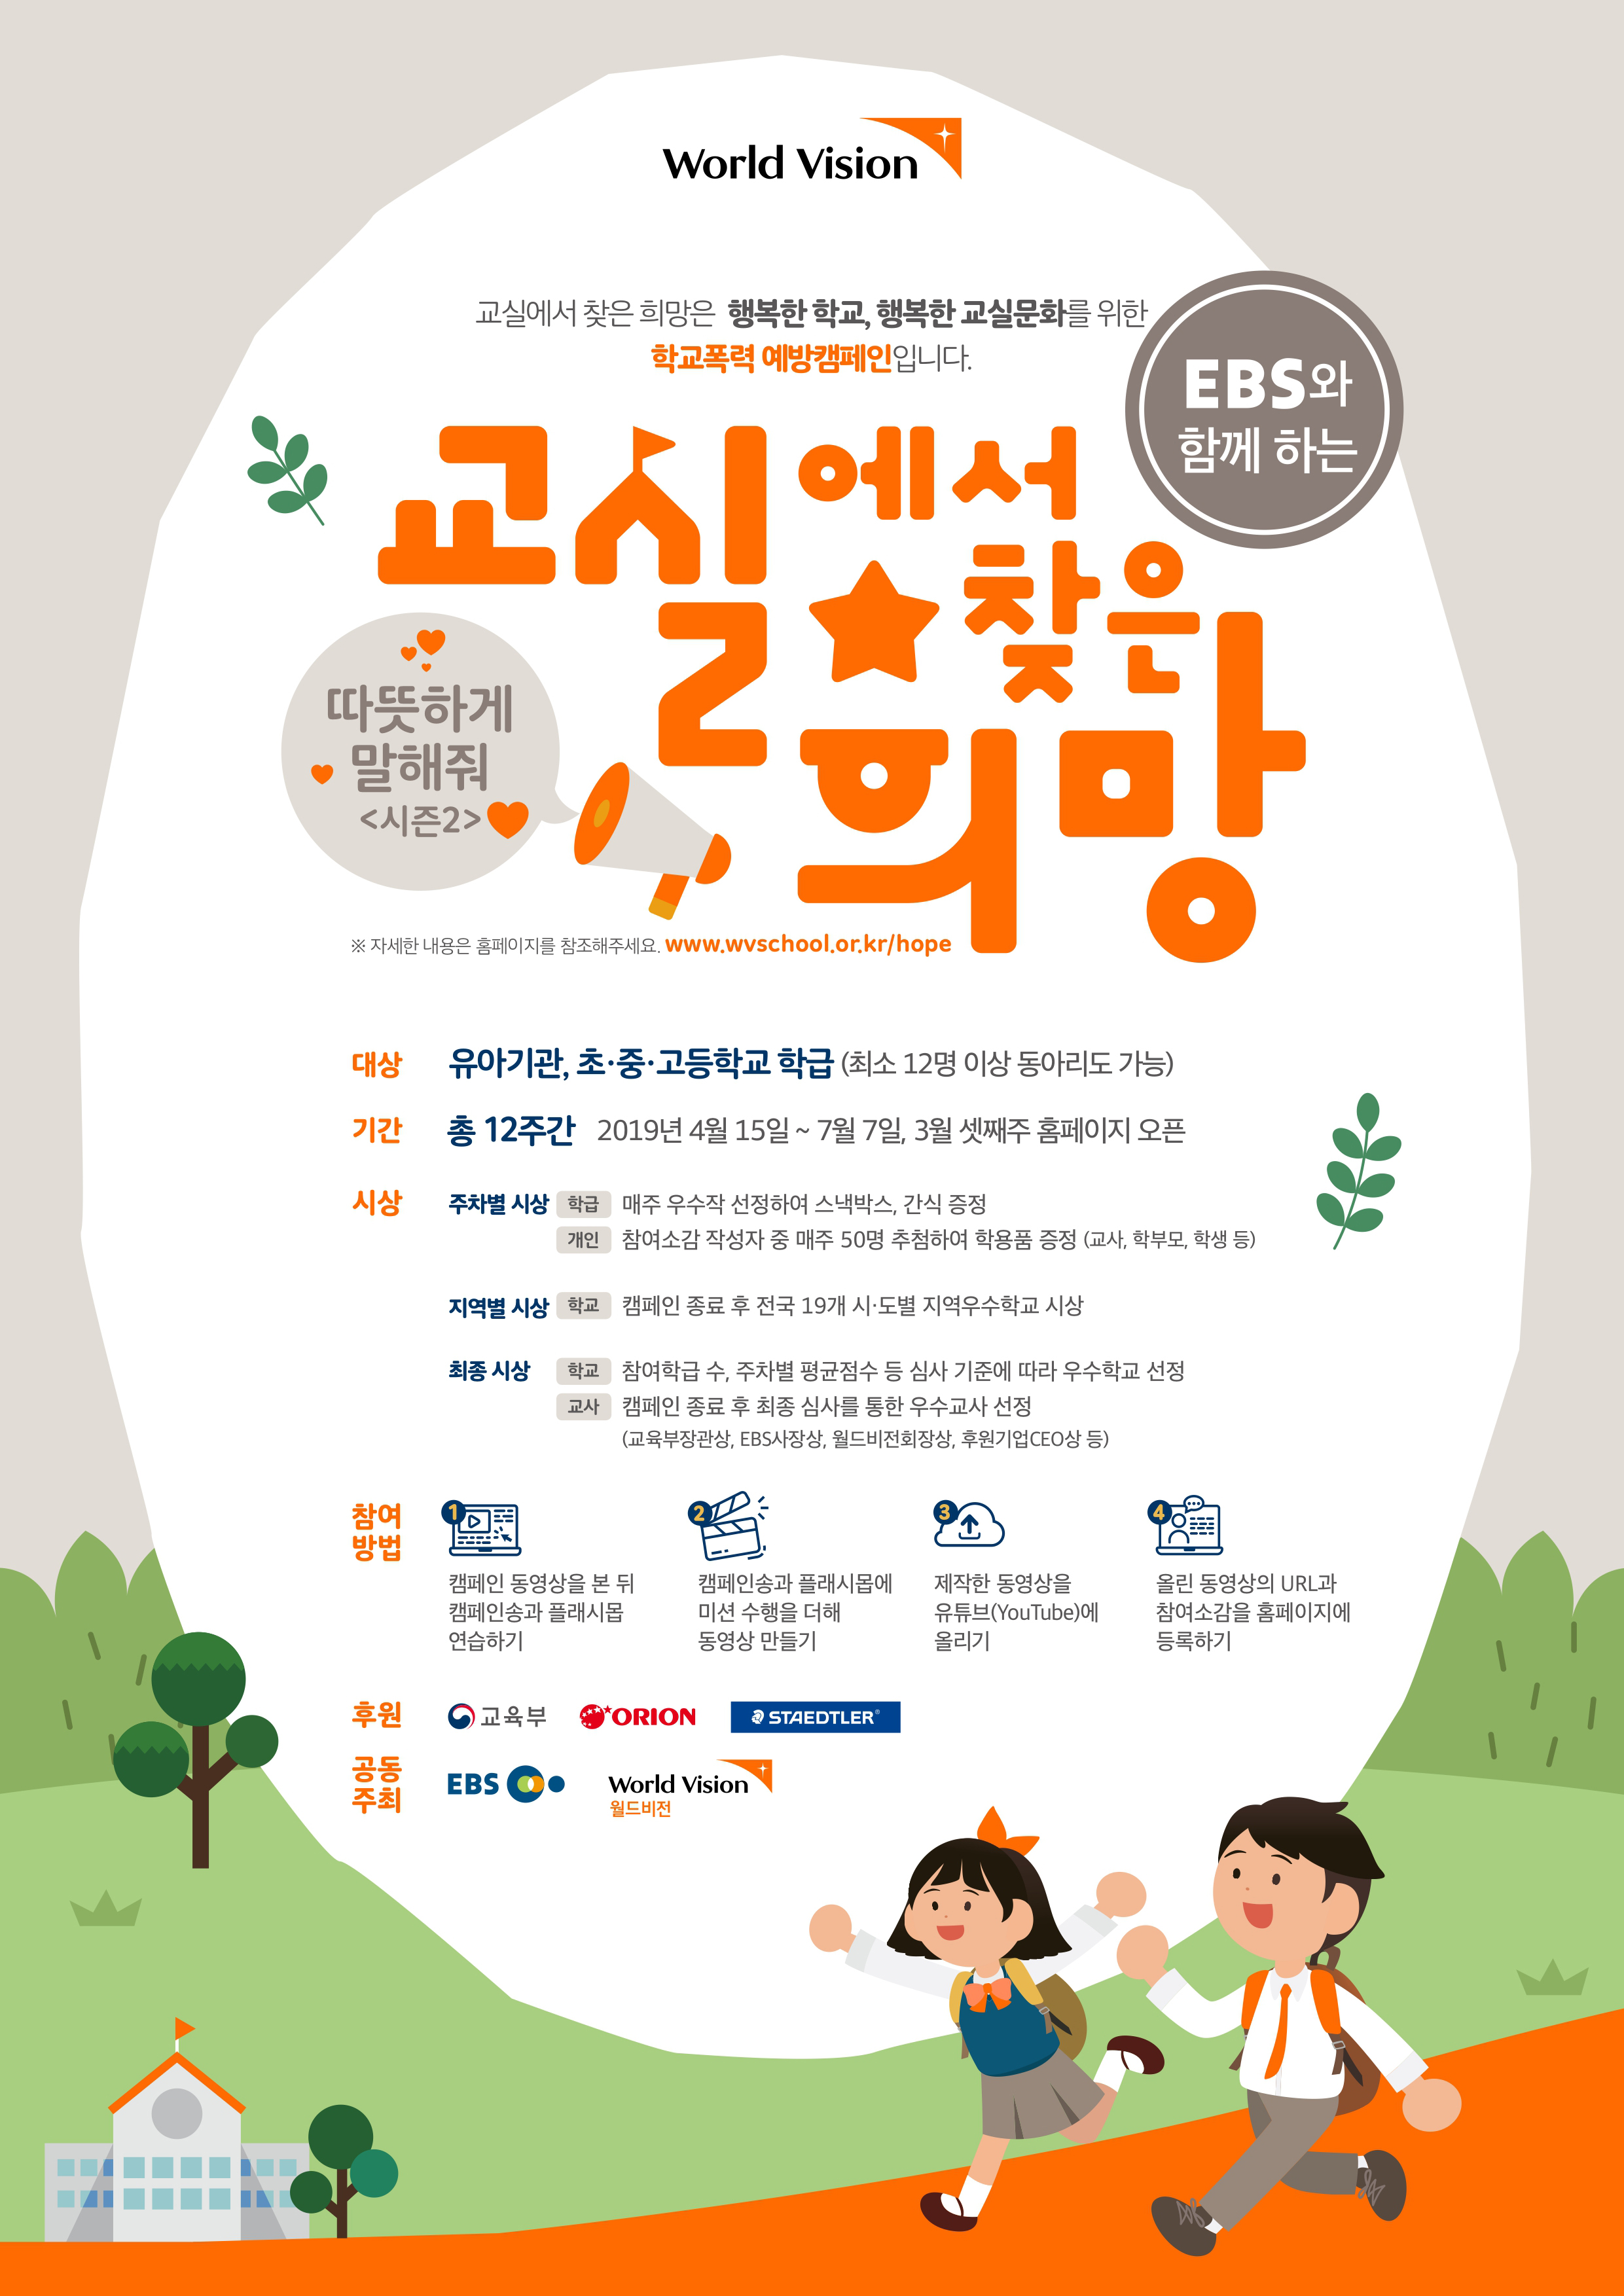 World Vision
교실에서 찾은 희망은 행복한 학교, 행복한 교실문화를 위한
학교폭력 예방캠페인입니다.
EBS와
함께 하는
교실에서
찾은
희망
따뜻하게
말해줘
<시즌2>
※ 자세한 내용은 홈페이지를 참조해주세요. www.wvschool.or.kr/hope
대상 유아기관, 초·중·고등학교 학급 (최소 12명 이상 동아리도 가능)
기간 총 12주간 2019년 4월 15일 ~ 7월 7일, 3월 셋째주 홈페이지 오픈
시상 주차별 시상 학급 매주 우수작 선정하여 스낵박스, 간식 증정
개인 참여소감 작성자 중 매주 50명 추첨하여 학용품 증정 (교사, 학부모, 학생 등)
지역별 시상 학교 캠페인 종료 후 전국 19개 시·도별 지역우수학교 시상
최종 시상 학교 참여학급 수, 주차별 평균점수 등 심사 기준에 따라 우수학교 선정
교사 캠페인 종료 후 최종 심사를 통한 우수교사 선정
(교육부장관상, EBS사장상, 월드비전회장상, 후원기업CEO상 등)
참여
방법
1
캠페인 동영상을 본 뒤
캠페인송과 플래시몹
연습하기
2
캠페인송과 플래시몹에
미션 수행을 더해
동영상 만들기
3
제작한 동영상을
유튜브(YouTube)에
올리기
4
올린 동영상의 URL과
참여소감을 홈페이지에
등록하기
후원 교육부 ORION STAEDTLER®
공동
주최
EBS
World Vision
월드비전